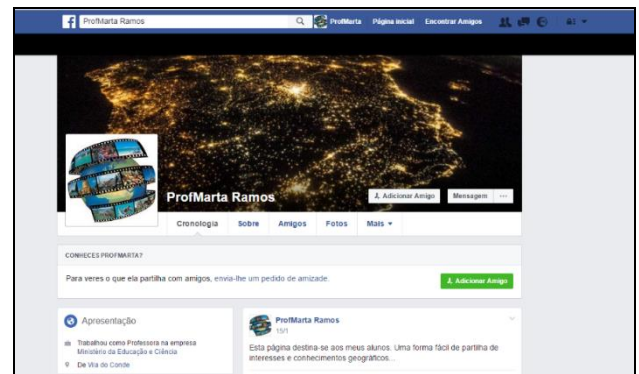 ProfMarta Ramos
ProfMarta Página inicial Encontrar Amigos
ProfMarta Ramos
Adicionar Amigo Mensagem ...
Cronologia Sobre Amigos Fotos Mais
CONHECES PROFMARTA?
Para veres o que ela partilha com amigos, envia-lhe um pedido de amizade.
Adicionar Amigo
Apresentação
Trabalhou como Professora na empresa
Ministério da Educação e Ciência
De Vila do Conde
ProfMarta Ramos
15/1
Esta página destina-se aos meus alunos. Uma forma fácil de partilha de
interesses e conhecimentos geográficos...